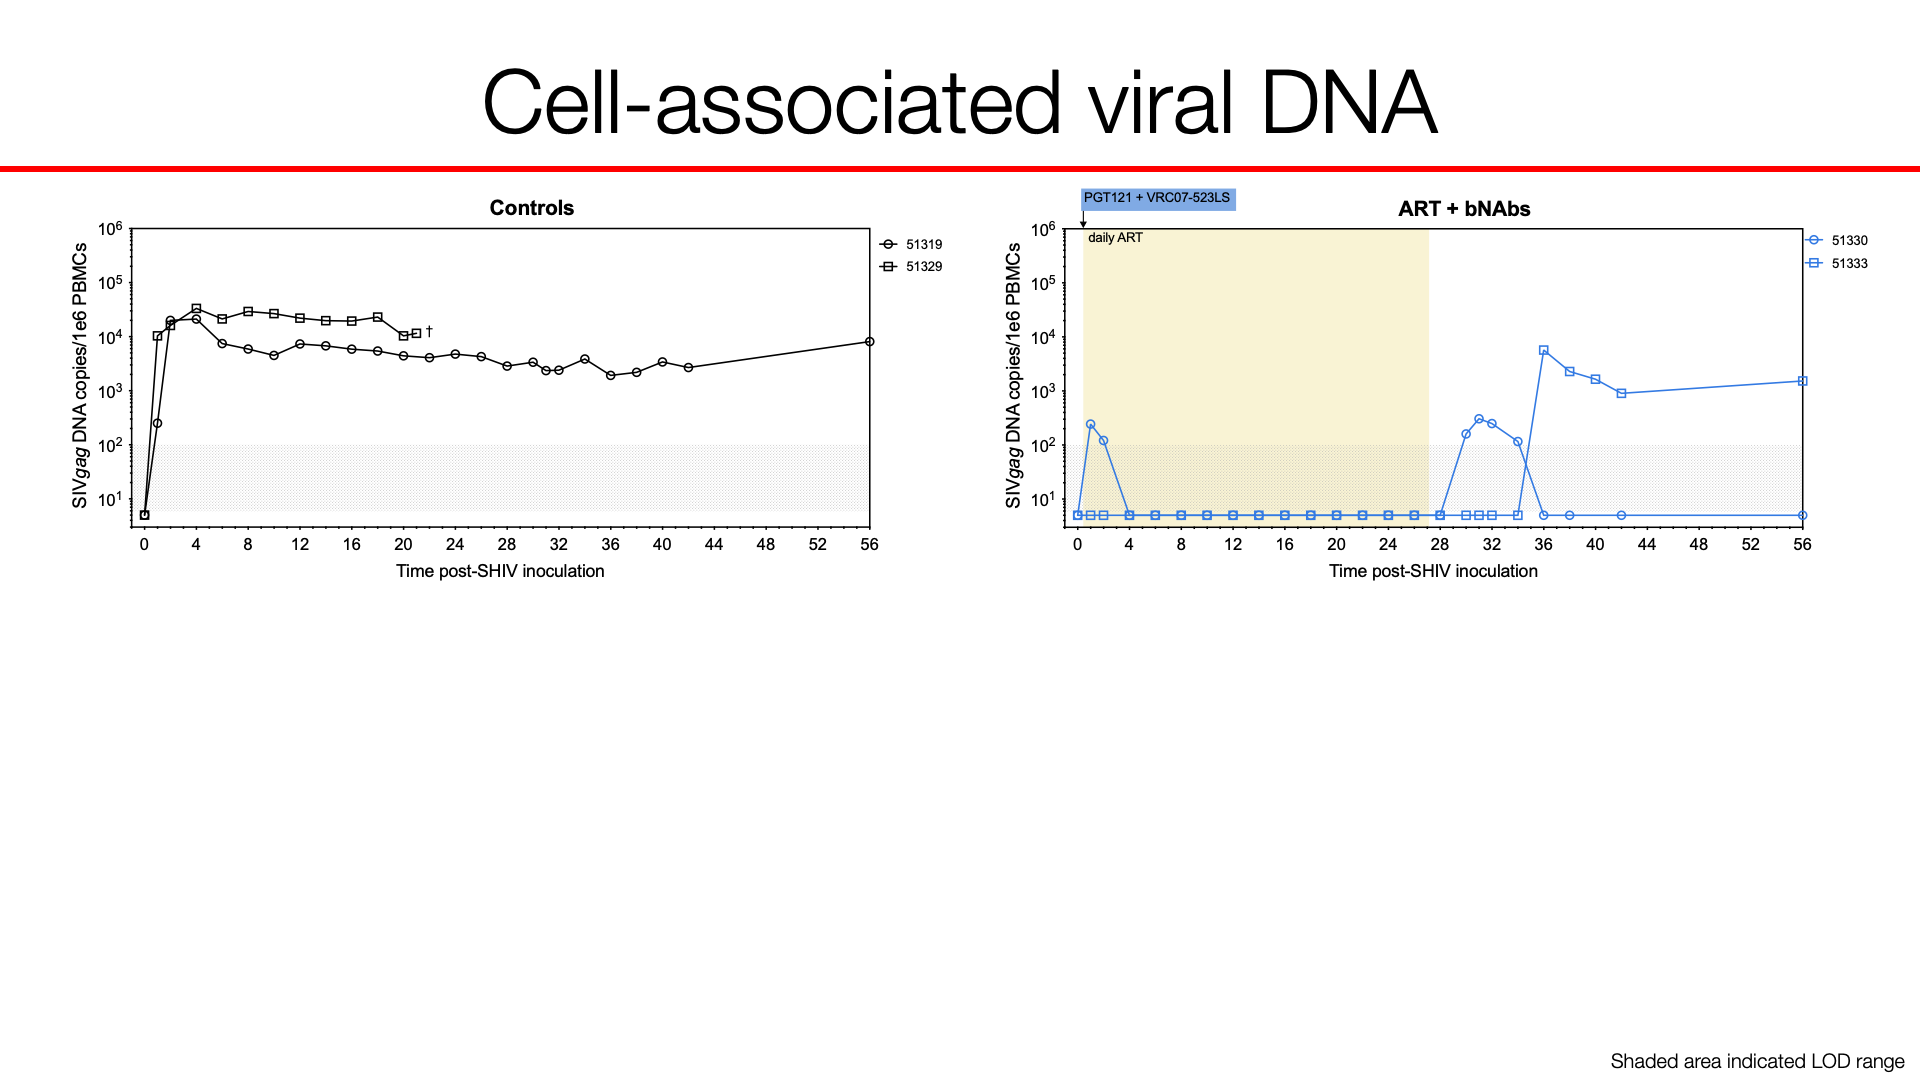 Cell-associated viral DNA
Controls
SIVgag DNA copies/1e6 PBMCs
10⁶
10⁵
10⁴
10³
10²
10¹
†
0 4 8 12 16 20 24 28 32 36 40 44 48 52 56
Time post-SHIV inoculation
51319
51329
PGT121 + VRC07-523LS
ART + bNAbs
daily ART
SIVgag DNA copies/1e6 PBMCs
10⁶
10⁵
10⁴
10³
10²
10¹
0 4 8 12 16 20 24 28 32 36 40 44 48 52 56
Time post-SHIV inoculation
51330
51333
Shaded area indicated LOD range